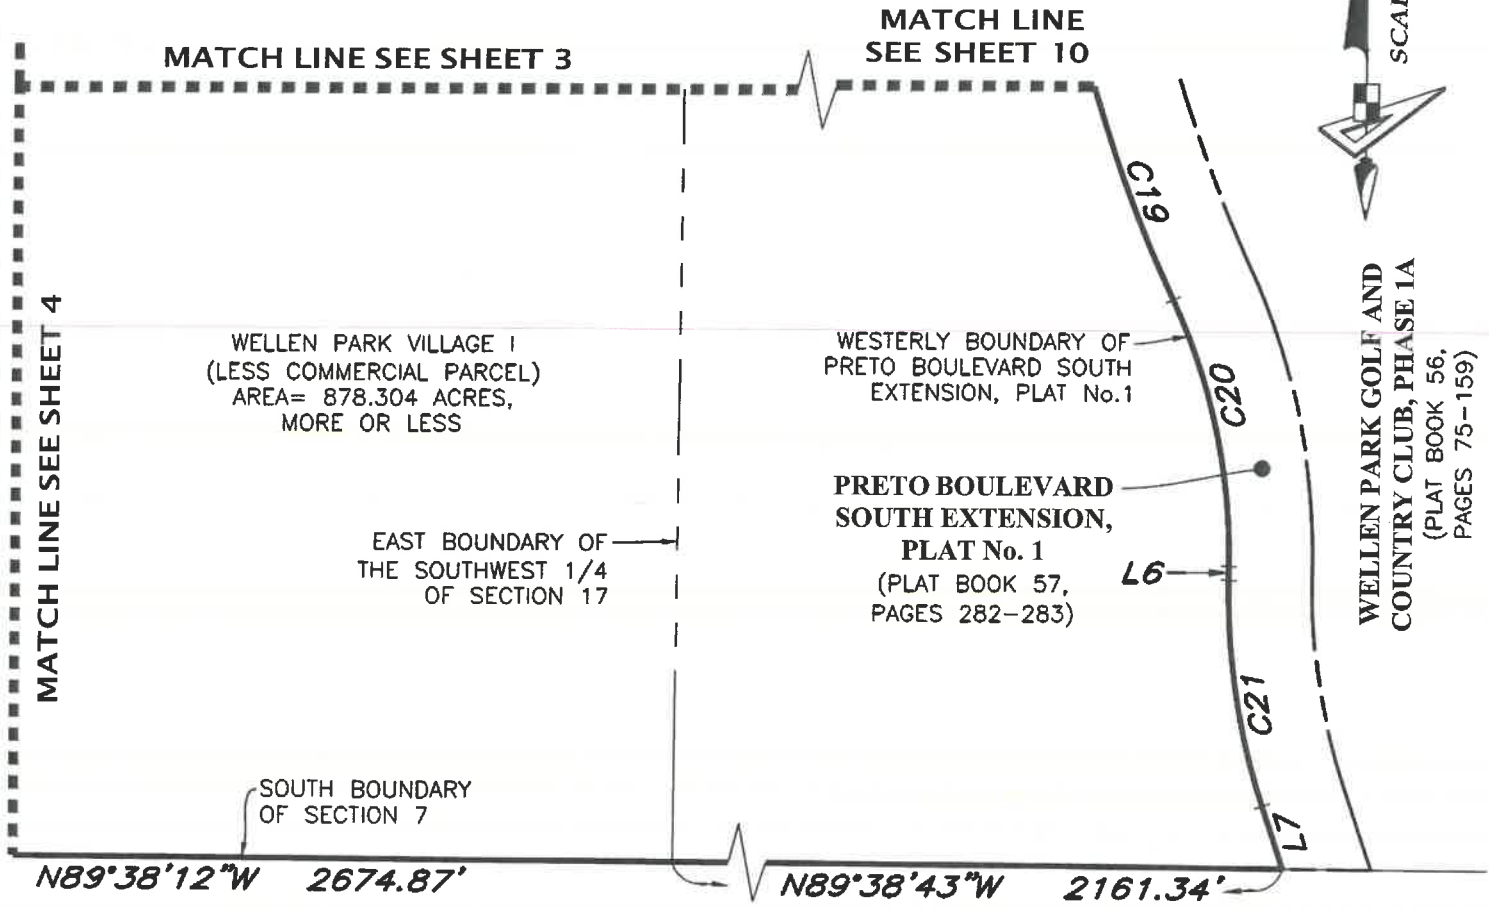 MATCH LINE SEE SHEET 3
MATCH LINE
SEE SHEET 10
MATCH LINE SEE SHEET 4
WELLEN PARK VILLAGE I
(LESS COMMERCIAL PARCEL)
AREA= 878.304 ACRES,
MORE OR LESS
EAST BOUNDARY OF
THE SOUTHWEST 1/4
OF SECTION 17
SOUTH BOUNDARY
OF SECTION 7
N89°38'12"W 2674.87'
WESTERLY BOUNDARY OF
PRETO BOULEVARD SOUTH
EXTENSION, PLAT No.1
PRETO BOULEVARD
SOUTH EXTENSION,
PLAT No. 1
(PLAT BOOK 57,
PAGES 282-283)
C19
C20
L6
C21
L7
N89°38'43"W 2161.34'
WELLEN PARK GOLF AND
COUNTRY CLUB, PHASE 1A
(PLAT BOOK 56,
PAGES 75-159)